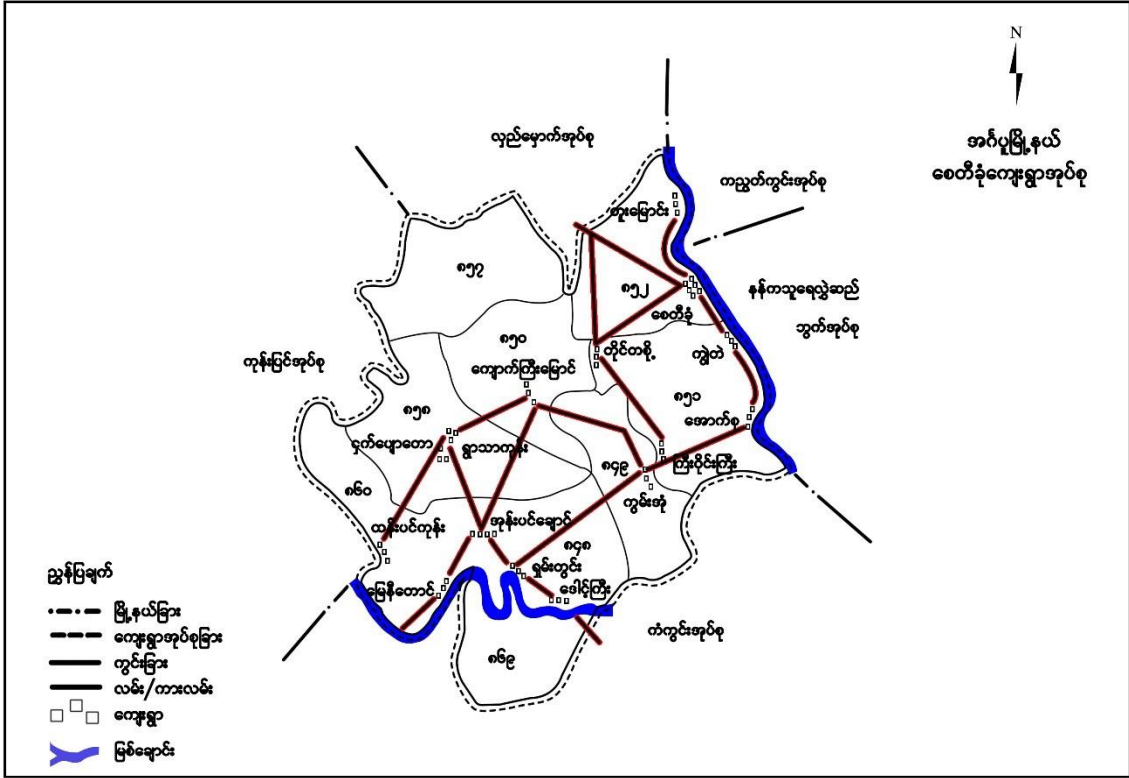 N
အင်္ဂပူမြို့နယ်
စေတီခုံကျေးရွာအုပ်စု
လှည်မှောက်အုပ်စု
ကညွတ်ကွင်းအုပ်စု
တူးမြောင်း
၈၅၇
၈၅၂
နန်ကသူရေလွှဲဆည်
စေတီခုံ
ဘွက်အုပ်စု
၈၅၀
တိုင်တစို့
ကျွဲတဲ
ကုန်းပြင်အုပ်စု
ကျောက်ကြီးမြောင်
၈၅၁
၈၅၈
အောက်စု
ငှက်ပျောတော
ရွာသာကုန်း
၈၄၉
ကြီးဝိုင်းကြီး
၈၆၀
ကွမ်းအုံ
ထန်းပင်ကုန်း
အုန်းပင်ချောင်
၈၄၈
ရှမ်းတွင်း
မြေနီတောင်
ဒေါင့်ကြီး
ကံကွင်းအုပ်စု
၈၆၉
ညွှန်ပြချက်
မြို့နယ်ခြား
ကျေးရွာအုပ်စုခြား
ကွင်းခြား
လမ်း/ကားလမ်း
ကျေးရွာ
မြစ်ချောင်း